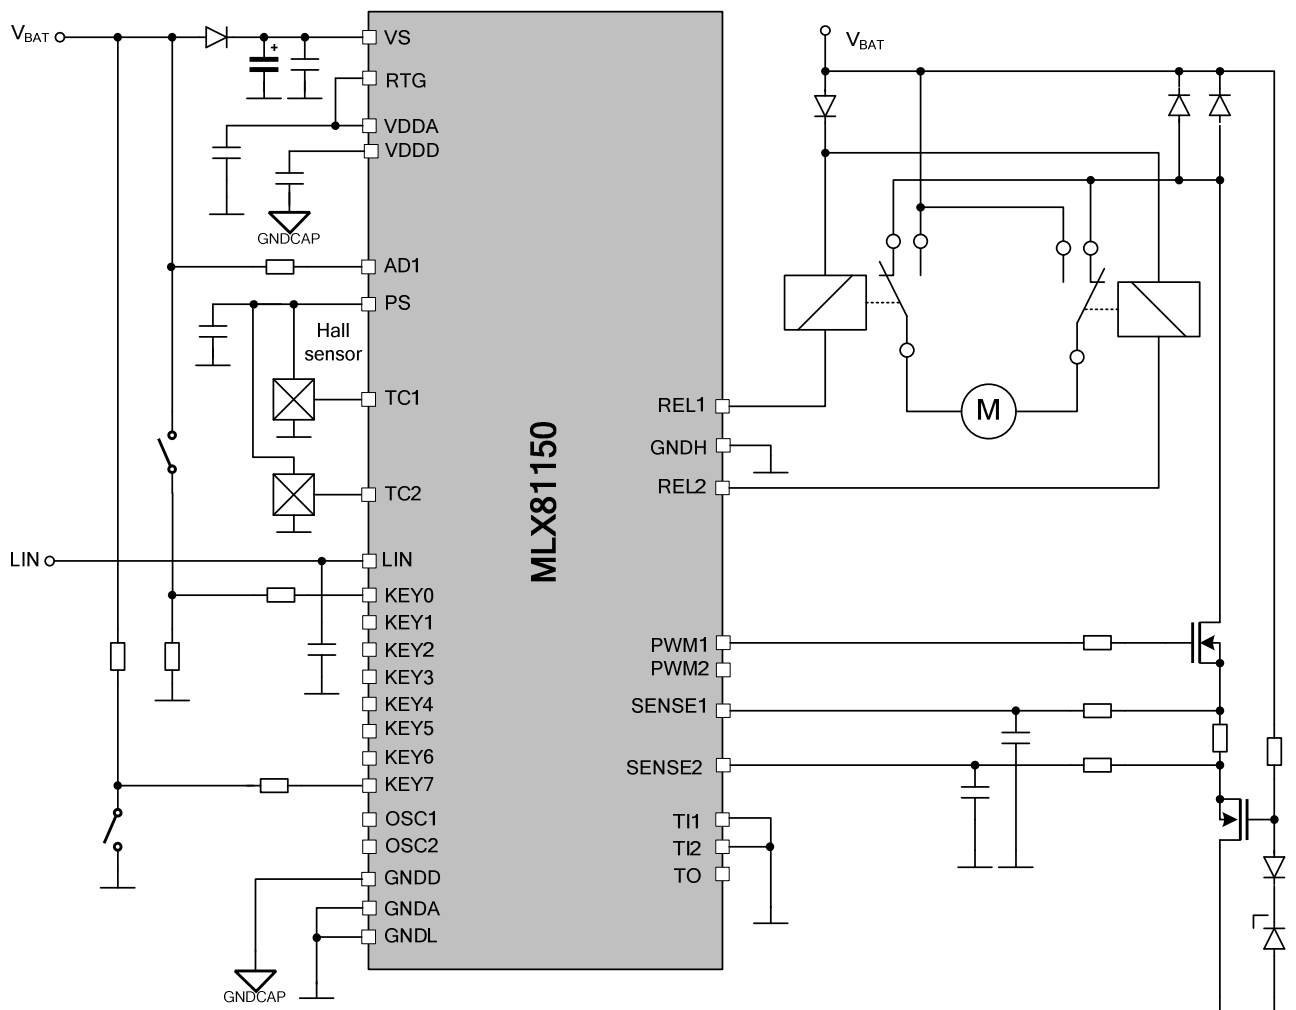 VBAT
VS
RTG
VDDA
VDDD
GNDCAP
AD1
PS
Hall
sensor
TC1
TC2
LIN
LIN
KEY0
KEY1
KEY2
KEY3
KEY4
KEY5
KEY6
KEY7
OSC1
OSC2
GNDD
GNDA
GNDL
GNDCAP
MLX81150
VBAT
REL1
GNDH
REL2
M
PWM1
PWM2
SENSE1
SENSE2
TI1
TI2
TO
+